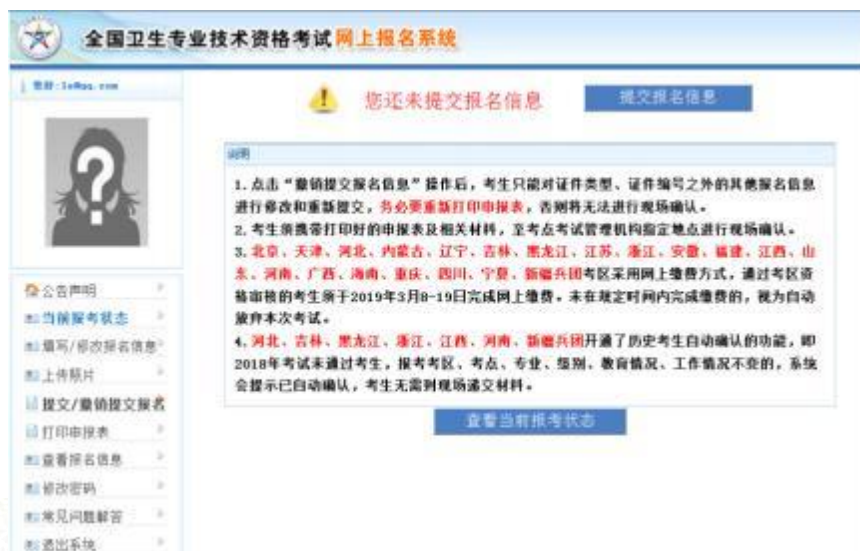 全国卫生专业技术资格考试网上报名系统
您还未提交报名信息
提交报名信息
说明
1. 点击“撤销提交报名信息”操作后，考生只能对证件类型、证件编号之外的其他报名信息
进行修改和重新提交，务必要重新打印申报表，否则将无法进行现场确认。
2. 考生须携带打印好的申报表及相关材料，至考点考试管理机构指定地点进行现场确认。
3. 北京、天津、河北、内蒙古、辽宁、吉林、黑龙江、江苏、浙江、安徽、福建、江西、山
东、河南、广西、海南、重庆、四川、宁夏、新疆兵团考区采用网上缴费方式，通过考区资
格审核的考生须于2019年3月8-19日完成网上缴费。未在规定时间内完成缴费的，视为自动
放弃本次考试。
4. 河北、吉林、黑龙江、浙江、江西、河南、新疆兵团开通了历史考生自动确认的功能，即
2018年考试未通过考生，报考考区、考点、专业、级别、教育情况、工作情况不变的，系统
会提示已自动确认，考生无需到现场递交材料。
查看当前报考状态
公告声明
当前报考状态
填写/修改报名信息
上传照片
提交/撤销提交报名
打印申报表
查看报名信息
修改密码
常见问题解答
退出系统